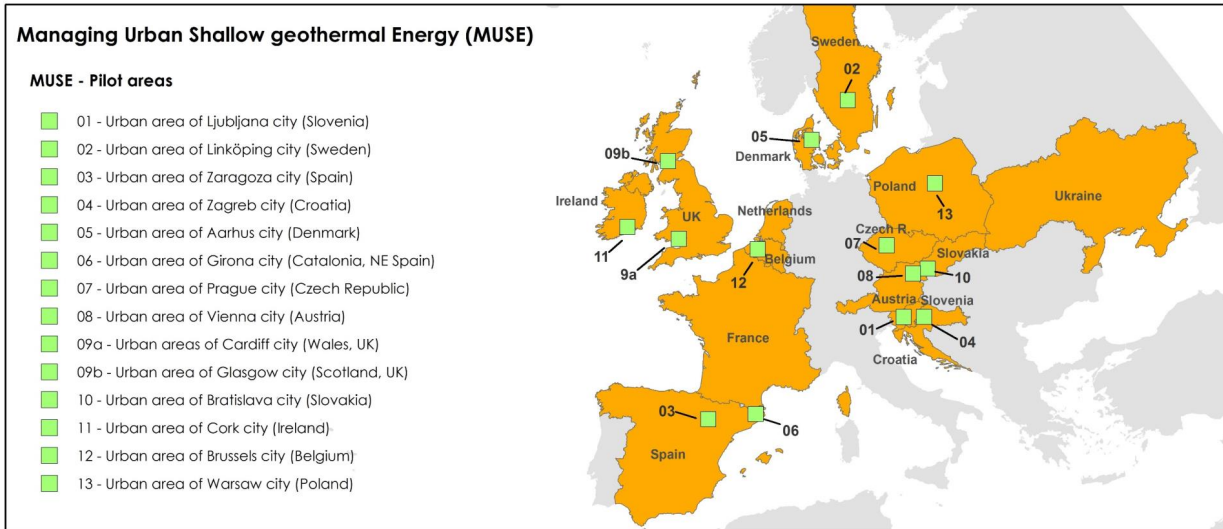 Managing Urban Shallow geothermal Energy (MUSE)
MUSE - Pilot areas
01 - Urban area of Ljubljana city (Slovenia)
02 - Urban area of Linköping city (Sweden)
03 - Urban area of Zaragoza city (Spain)
04 - Urban area of Zagreb city (Croatia)
05 - Urban area of Aarhus city (Denmark)
06 - Urban area of Girona city (Catalonia, NE Spain)
07 - Urban area of Prague city (Czech Republic)
08 - Urban area of Vienna city (Austria)
09a - Urban areas of Cardiff city (Wales, UK)
09b - Urban area of Glasgow city (Scotland, UK)
10 - Urban area of Bratislava city (Slovakia)
11 - Urban area of Cork city (Ireland)
12 - Urban area of Brussels city (Belgium)
13 - Urban area of Warsaw city (Poland)
Sweden
02
05
Denmark
09b
Poland
13
Ukraine
Ireland
UK
Netherlands
Czech R.
07
11
9a
12
Belgium
Slovakia
08
10
Austria
Slovenia
01
04
France
Croatia
03
06
Spain